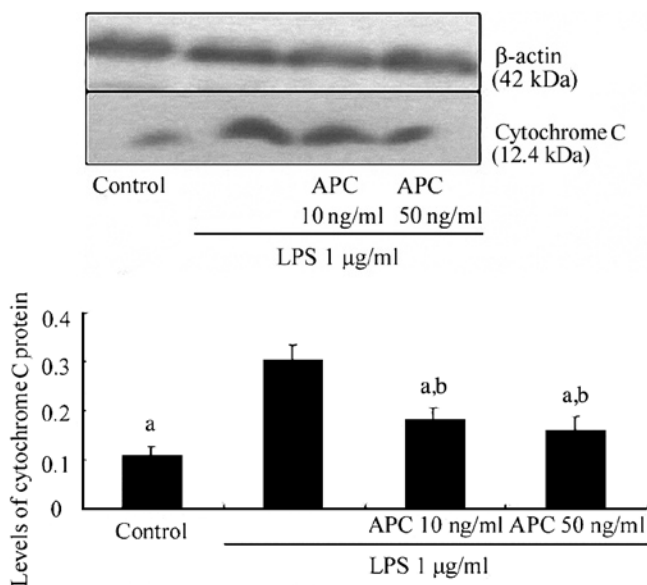 β-actin
(42 kDa)
Cytochrome C
(12.4 kDa)
Control
APC
10 ng/ml
APC
50 ng/ml
LPS 1 μg/ml
Levels of cytochrome C protein
0.4
0.3
0.2
0.1
0
a
a,b
a,b
Control
APC 10 ng/ml
APC 50 ng/ml
LPS 1 μg/ml